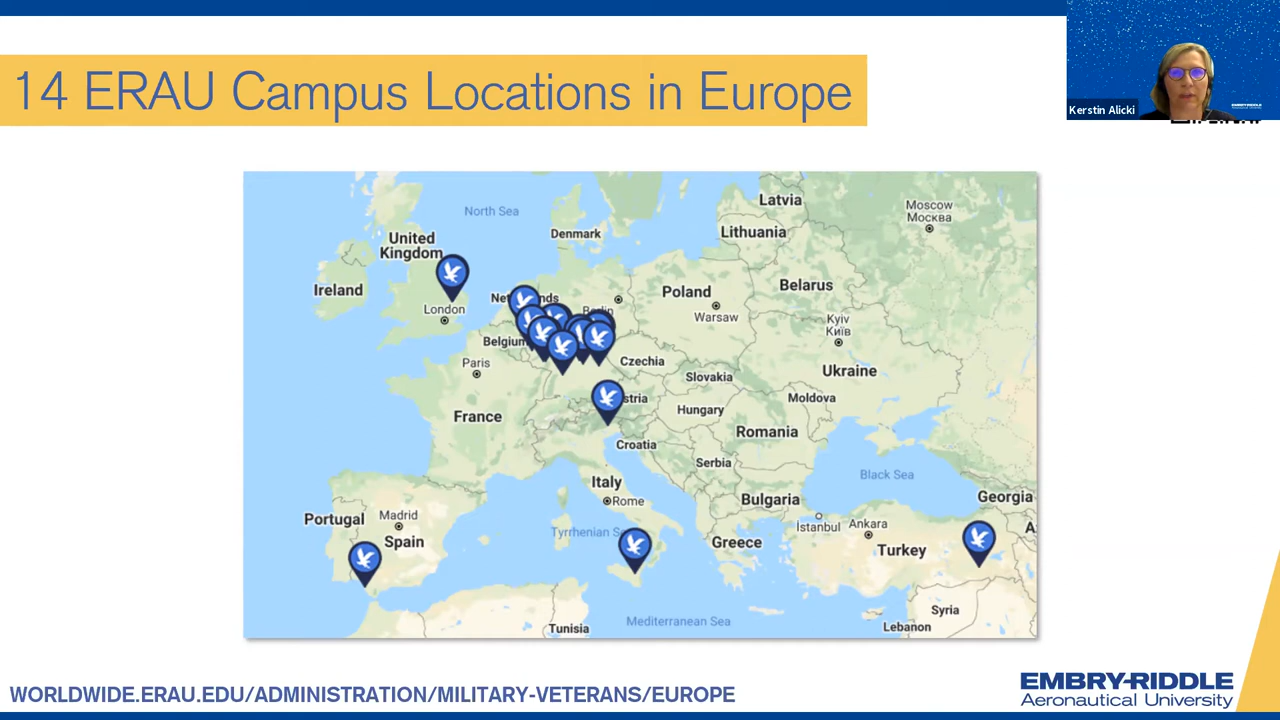 14 ERAU Campus Locations in Europe
Kerstin Alicki
EMBRY-RIDDLE
Latvia
Moscow
Москва
North Sea
United
Kingdom
Denmark
Lithuania
Ireland
Poland
Belarus
London
Warsaw
Kyiv
Київ
Belgium
Paris
Czechia
Ukraine
Slovakia
France
Moldova
Hungary
Romania
Croatia
Serbia
Black Sea
Italy
Rome
Bulgaria
Georgia
Portugal
Madrid
İstanbul
Ankara
Spain
Greece
Turkey
Syria
Tunisia
Mediterranean Sea
Lebanon
WORLDWIDE.ERAU.EDU/ADMINISTRATION/MILITARY-VETERANS/EUROPE
EMBRY-RIDDLE
Aeronautical University